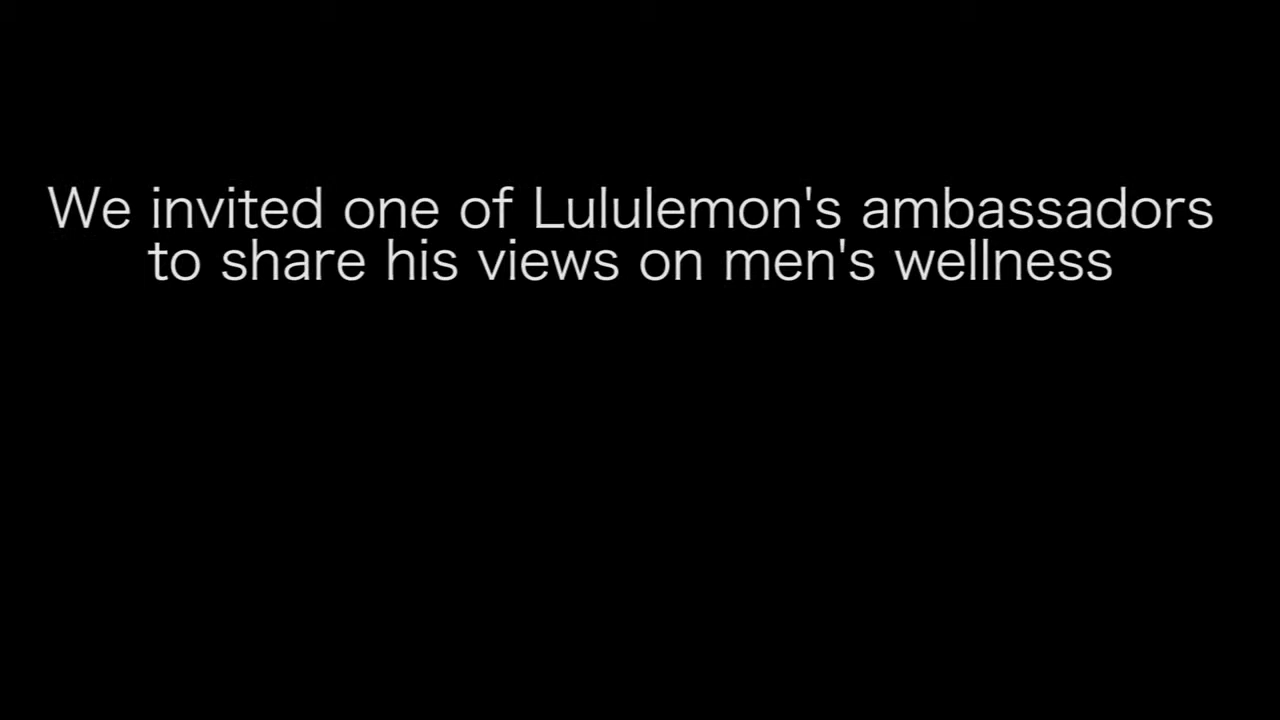 We invited one of Lululemon's ambassadors
to share his views on men's wellness